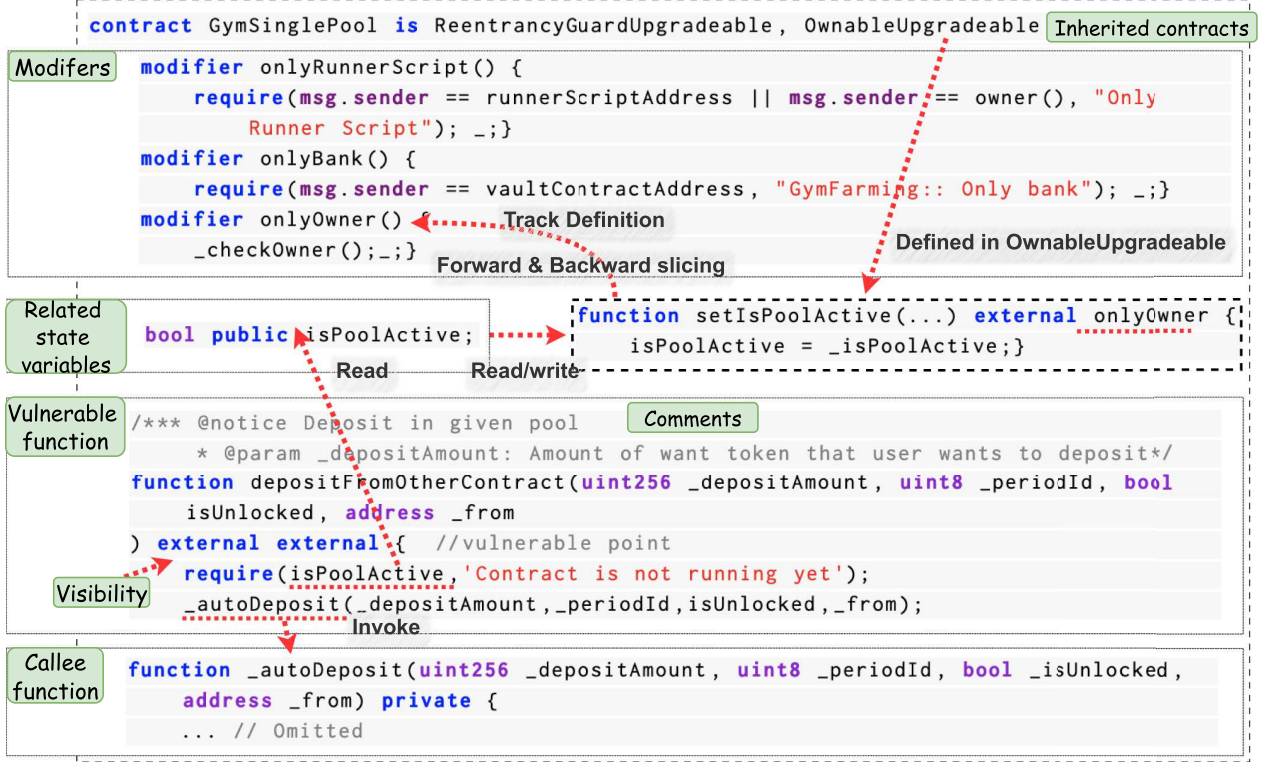 contract GymSinglePool is ReentrancyGuardUpgradeable, OwnableUpgradeable
Inherited contracts
Modifers
modifier onlyRunnerScript() {
require(msg.sender == runnerScriptAddress || msg.sender == owner(), "Only
Runner Script"); _;}
modifier onlyBank() {
require(msg.sender == vaultContractAddress, "GymFarming:: Only bank"); _;}
modifier onlyOwner() {
Track Definition
_checkOwner();_;}
Defined in OwnableUpgradeable
Forward & Backward slicing
Related
state
variables
bool public isPoolActive;
function setIsPoolActive(...) external onlyOwner {
isPoolActive = _isPoolActive;}
Read
Read/write
Vulnerable
function
/*** @notice Deposit in given pool
Comments
* @param _depositAmount: Amount of want token that user wants to deposit*/
function depositFromOtherContract(uint256 _depositAmount, uint8 _periodId, bool
isUnlocked, address _from
) external external { //vulnerable point
Visibility
require(isPoolActive,'Contract is not running yet');
_autoDeposit(_depositAmount,_periodId,isUnlocked,_from);
Invoke
Callee
function
function _autoDeposit(uint256 _depositAmount, uint8 _periodId, bool _isUnlocked,
address _from) private {
... // Omitted